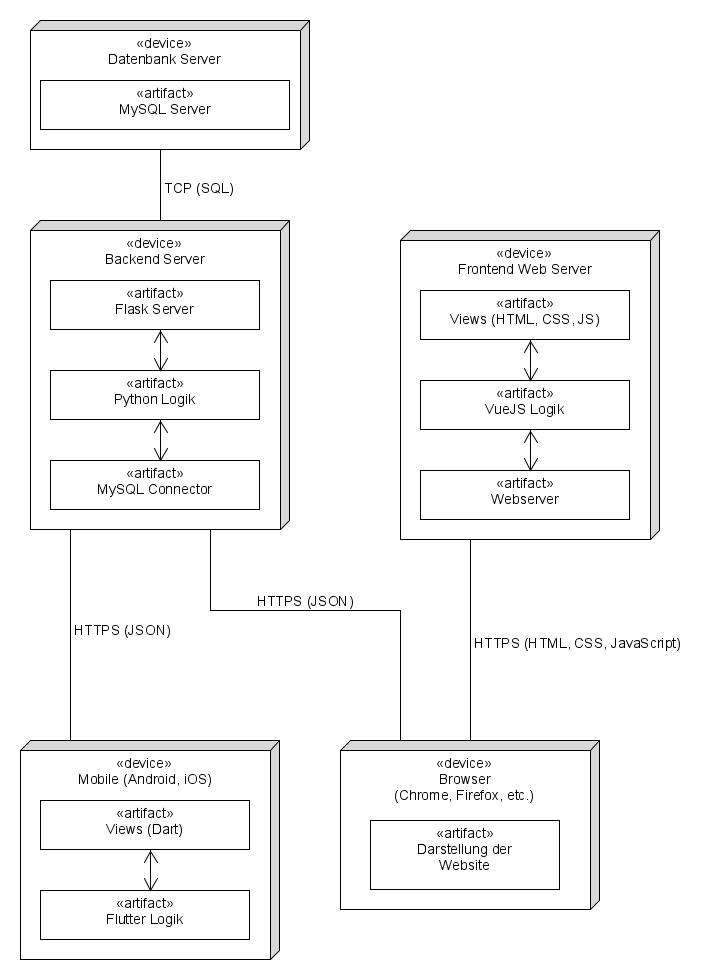 «device»
Datenbank Server
«artifact»
MySQL Server
TCP (SQL)
«device»
Backend Server
«artifact»
Flask Server
«artifact»
Python Logik
«artifact»
MySQL Connector
«device»
Frontend Web Server
«artifact»
Views (HTML, CSS, JS)
«artifact»
VueJS Logik
«artifact»
Webserver
HTTPS (JSON)
HTTPS (JSON)
HTTPS (HTML, CSS, JavaScript)
«device»
Mobile (Android, iOS)
«artifact»
Views (Dart)
«artifact»
Flutter Logik
«device»
Browser
(Chrome, Firefox, etc.)
«artifact»
Darstellung der
Website